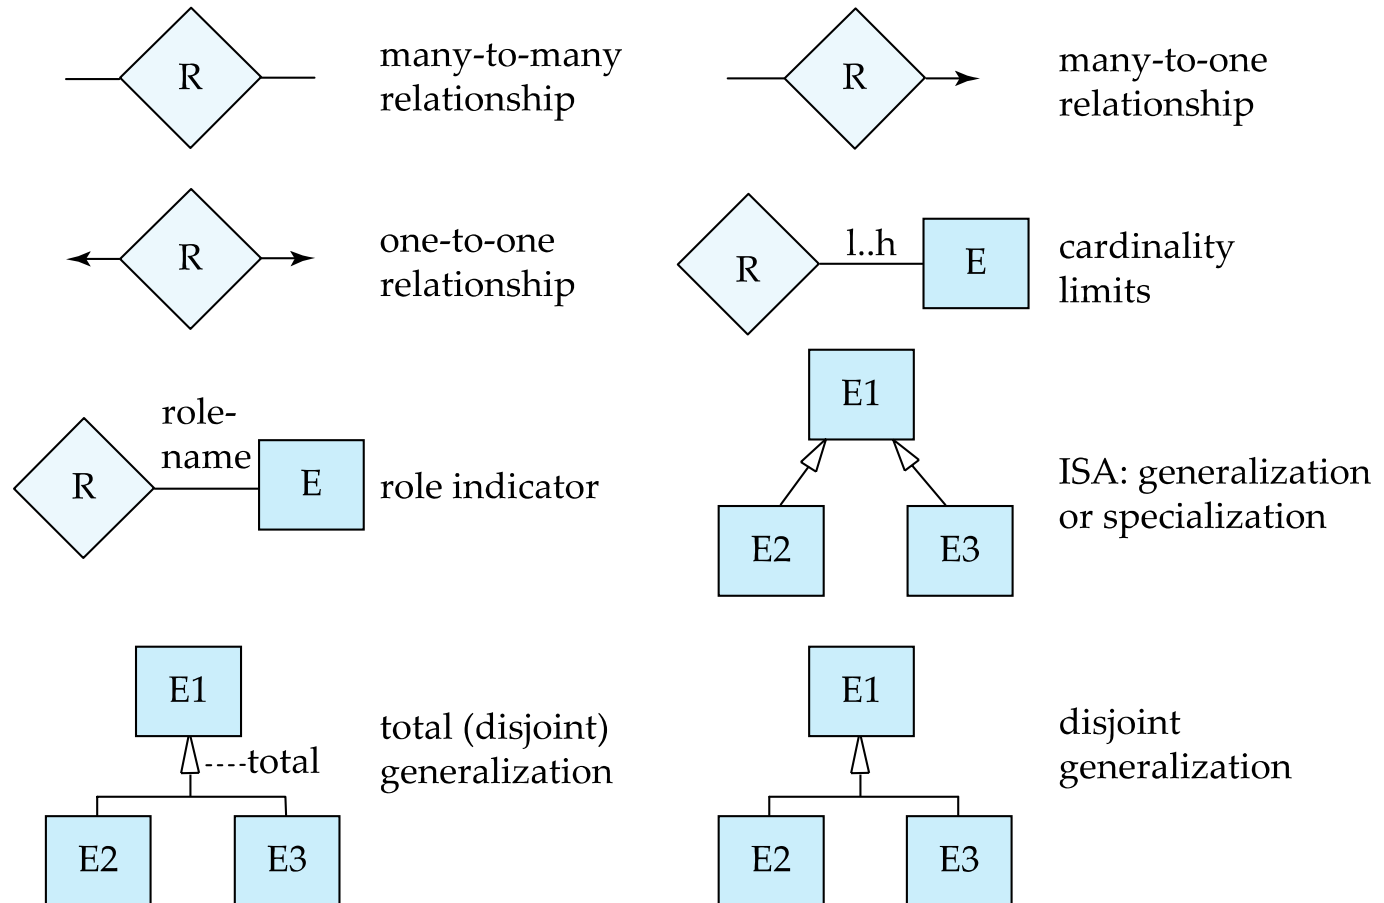 R
many-to-many
relationship
R
many-to-one
relationship
R
one-to-one
relationship
R
l..h
E
cardinality
limits
R
role-
name
E
role indicator
E1
E2
E3
ISA: generalization
or specialization
E1
----total
E2
E3
total (disjoint)
generalization
E1
E2
E3
disjoint
generalization